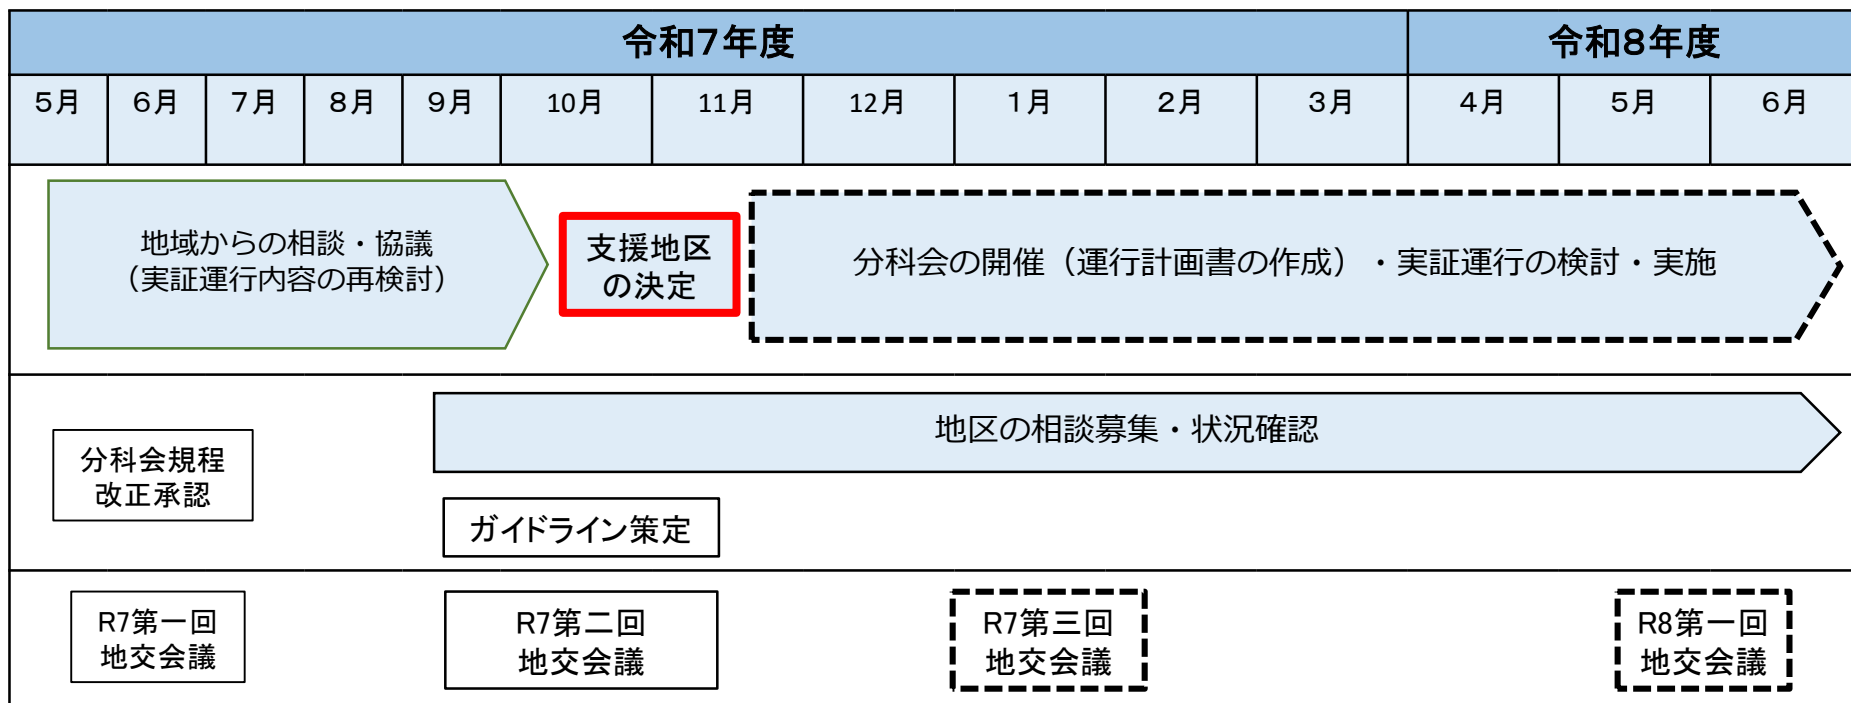 令和7年度
令和8年度
5月 6月 7月 8月 9月 10月 11月 12月 1月 2月 3月 4月 5月 6月
地域からの相談・協議
（実証運行内容の再検討）
支援地区
の決定
分科会の開催（運行計画書の作成）・実証運行の検討・実施
地区の相談募集・状況確認
分科会規程
改正承認
ガイドライン策定
R7第一回
地交会議
R7第二回
地交会議
R7第三回
地交会議
R8第一回
地交会議